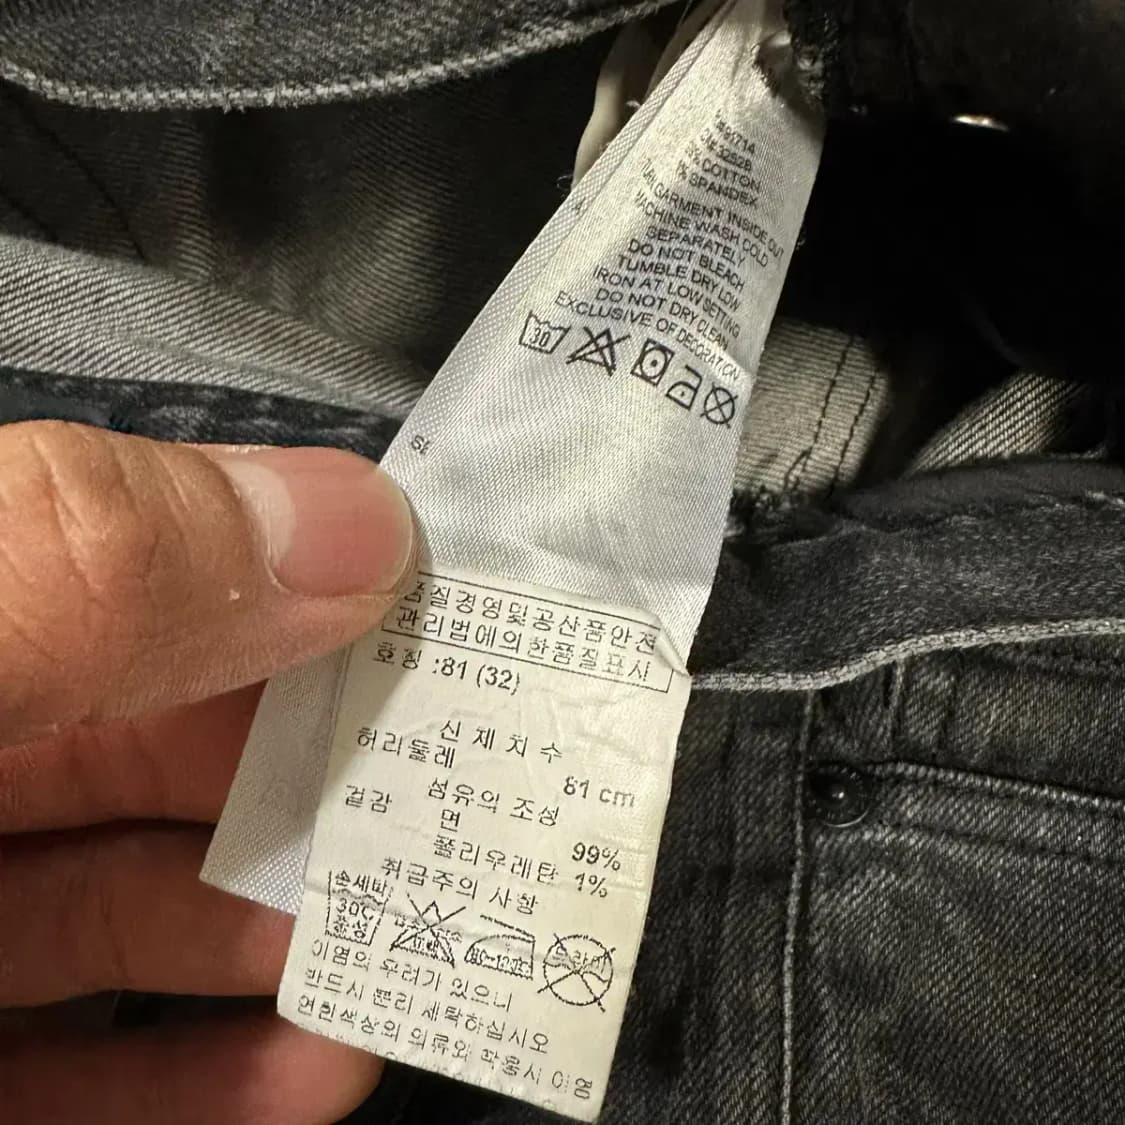 COTTON
SPANDEX
GARMENT INSIDE OUT
MACHINE WASH COLD
SEPARATELY
DO NOT BLEACH
TUMBLE DRY LOW
IRON AT LOW SETTING
DO NOT DRY CLEAN
EXCLUSIVE OF DECORATION
30
품질경영및공산품안전
관리법에의한품질표시
호칭 :81 (32)
신 체 치 수
허리둘레
81 cm
섬유의 조성
겉감
면
99%
폴리우레탄 1%
취급주의 사항
손세탁
30℃
중성
드라이
이염의 우려가 있으니
반드시 분리 세탁하십시오
연한색상의 의류와 착용시 이염